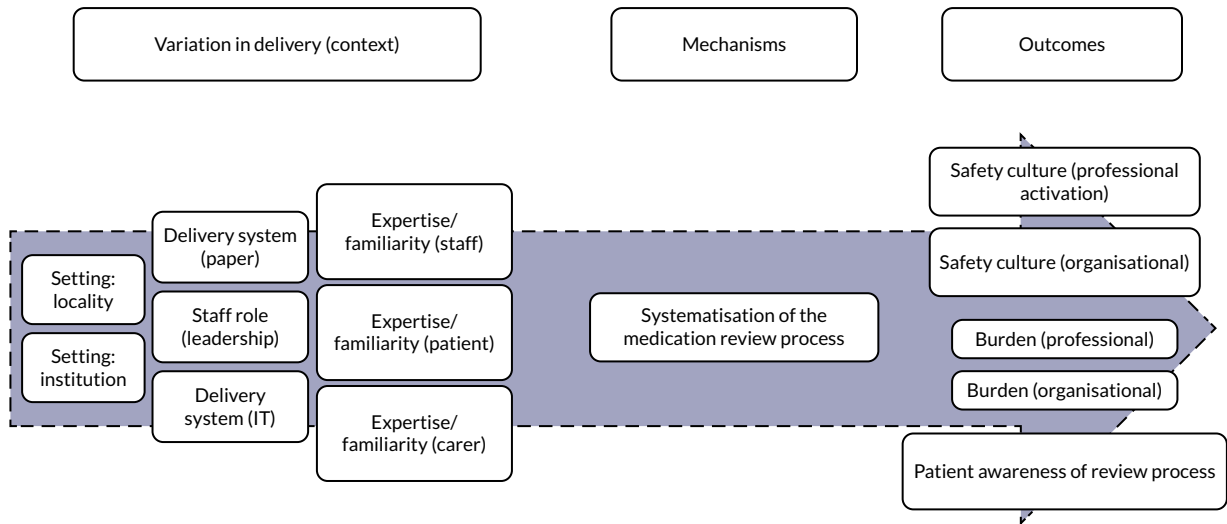 Variation in delivery (context)
Mechanisms
Outcomes
Setting:
locality
Setting:
institution
Delivery system
(paper)
Staff role
(leadership)
Delivery
system (IT)
Expertise/
familiarity (staff)
Expertise/
familiarity (patient)
Expertise/
familiarity (carer)
Systematisation of the
medication review process
Safety culture (professional
activation)
Safety culture (organisational)
Burden (professional)
Burden (organisational)
Patient awareness of review process